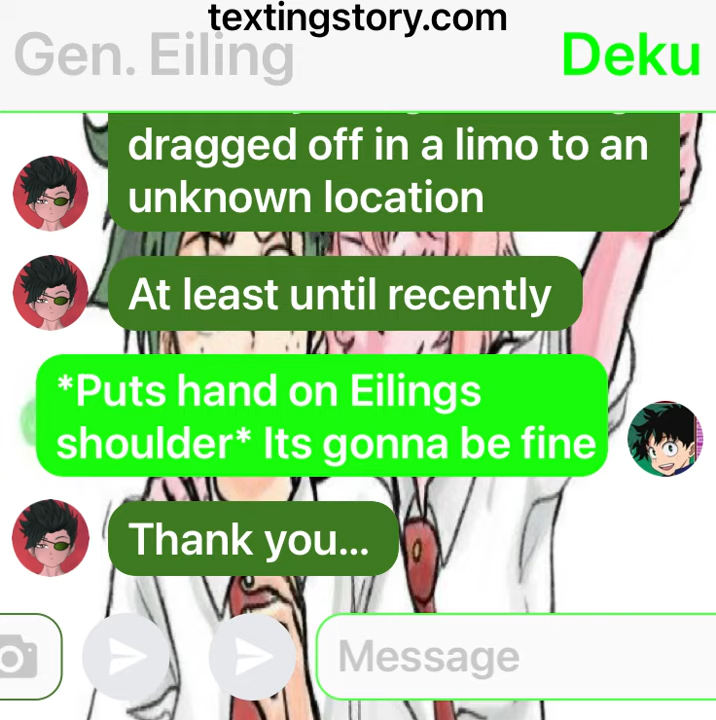 textingstory.com
Gen. Eiling
Deku
dragged off in a limo to an
unknown location
At least until recently
*Puts hand on Eilings
shoulder* Its gonna be fine
Thank you...
Message